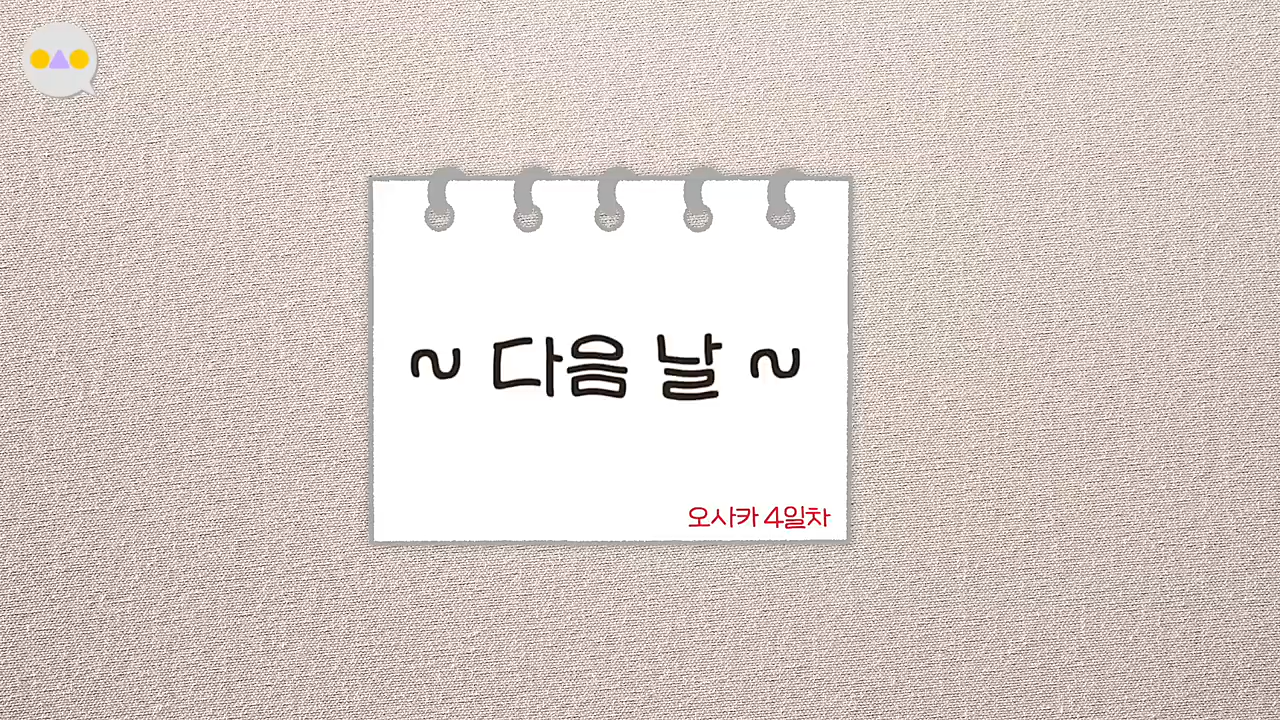 ~ 다음 날 ~
오사카 4일차